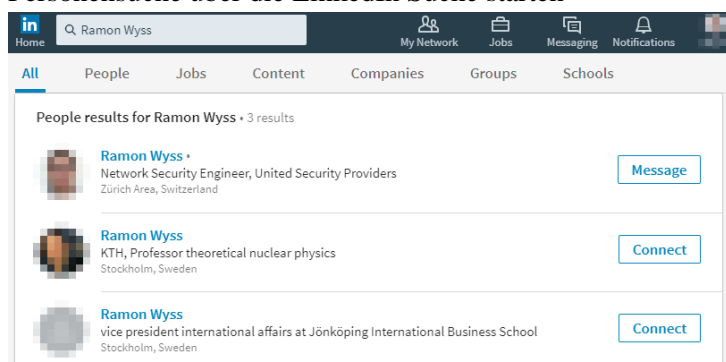 Personensuche über die LinkedIn Suche starten
in
Home
Ramon Wyss
My Network
Jobs
Messaging
Notifications
All People Jobs Content Companies Groups Schools
People results for Ramon Wyss • 3 results
Ramon Wyss •
Network Security Engineer, United Security Providers
Zürich Area, Switzerland
Message
Ramon Wyss
KTH, Professor theoretical nuclear physics
Stockholm, Sweden
Connect
Ramon Wyss
vice president international affairs at Jönköping International Business School
Stockholm, Sweden
Connect